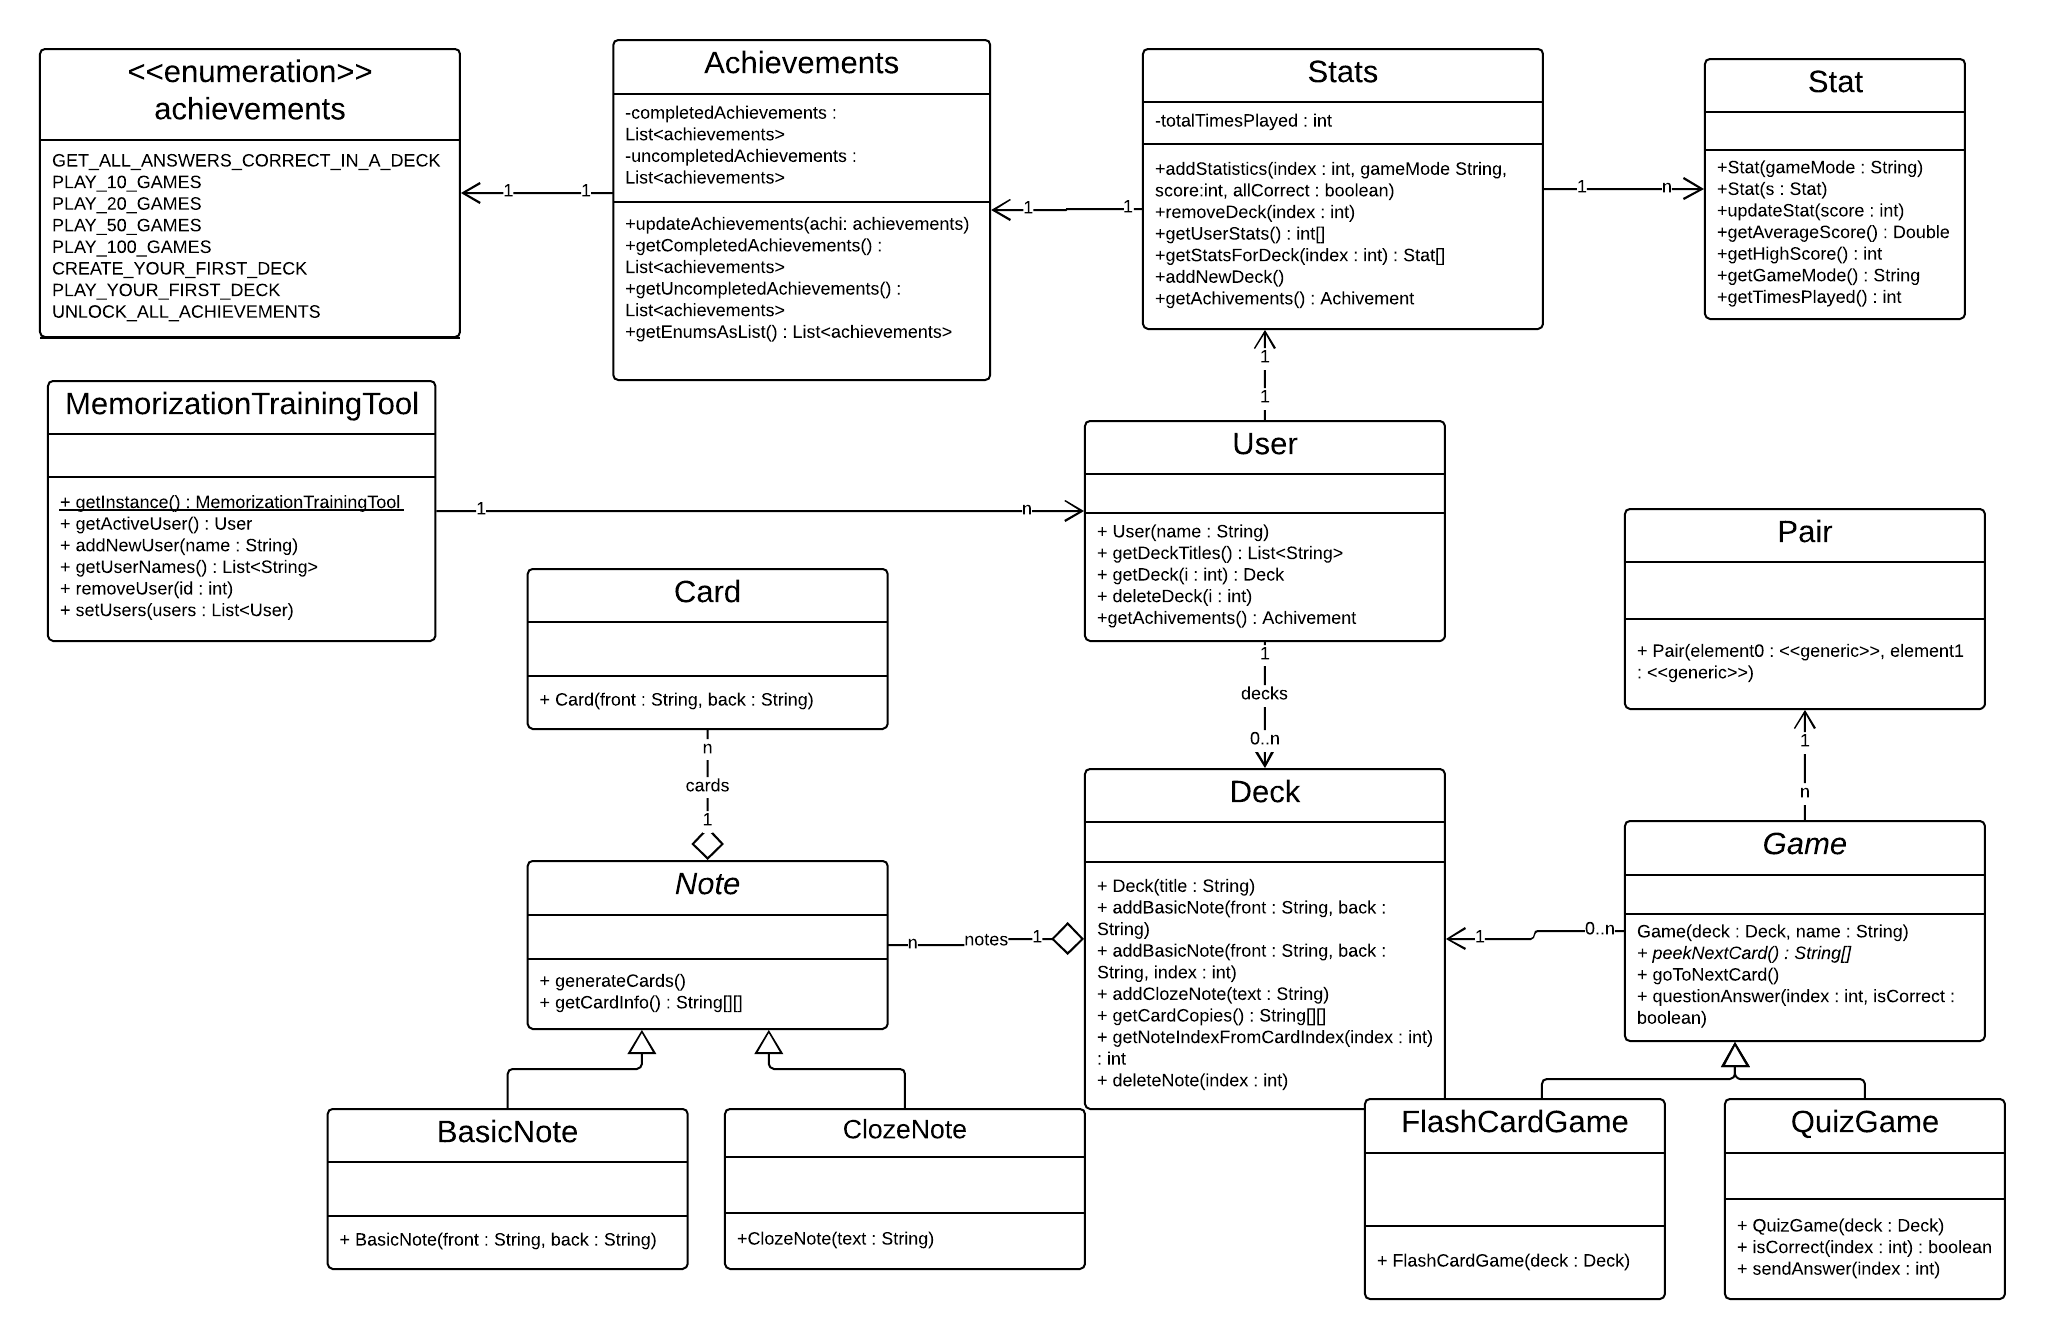 <<enumeration>>
achievements
GET_ALL_ANSWERS_CORRECT_IN_A_DECK
PLAY_10_GAMES
PLAY_20_GAMES
PLAY_50_GAMES
PLAY_100_GAMES
CREATE_YOUR_FIRST_DECK
PLAY_YOUR_FIRST_DECK
UNLOCK_ALL_ACHIEVEMENTS
1
1
Achievements
-completedAchievements :
List<achievements>
-uncompletedAchievements :
List<achievements>
+updateAchievements(achi: achievements)
+getCompletedAchievements() :
List<achievements>
+getUncompletedAchievements() :
List<achievements>
+getEnumsAsList() : List<achievements>
1
1
Stats
-totalTimesPlayed : int
+addStatistics(index : int, gameMode String,
score:int, allCorrect : boolean)
+removeDeck(index : int)
+getUserStats() : int[]
+getStatsForDeck(index : int) : Stat[]
+addNewDeck()
+getAchivements() : Achivement
1
n
Stat
+Stat(gameMode : String)
+Stat(s : Stat)
+updateStat(score : int)
+getAverageScore() : Double
+getHighScore() : int
+getGameMode() : String
+getTimesPlayed() : int
1
1
MemorizationTrainingTool
+ getInstance() : MemorizationTrainingTool
+ getActiveUser() : User
+ addNewUser(name : String)
+ getUserNames() : List<String>
+ removeUser(id : int)
+ setUsers(users : List<User)
1
n
User
+ User(name : String)
+ getDeckTitles() : List<String>
+ getDeck(i : int) : Deck
+ deleteDeck(i : int)
+getAchivements() : Achivement
1
decks
0..n
Pair
+ Pair(element0 : <<generic>>, element1
: <<generic>>)
1
n
Card
+ Card(front : String, back : String)
n
cards
1
Note
+ generateCards()
+ getCardInfo() : String[][]
n
notes
1
Deck
+ Deck(title : String)
+ addBasicNote(front : String, back :
String)
+ addBasicNote(front : String, back :
String, index : int)
+ addClozeNote(text : String)
+ getCardCopies() : String[][]
+ getNoteIndexFromCardIndex(index : int)
: int
+ deleteNote(index : int)
1
0..n
Game
Game(deck : Deck, name : String)
+ peekNextCard() : String[]
+ goToNextCard()
+ questionAnswer(index : int, isCorrect :
boolean)
BasicNote
+ BasicNote(front : String, back : String)
ClozeNote
+ClozeNote(text : String)
FlashCardGame
+ FlashCardGame(deck : Deck)
QuizGame
+ QuizGame(deck : Deck)
+ isCorrect(index : int) : boolean
+ sendAnswer(index : int)